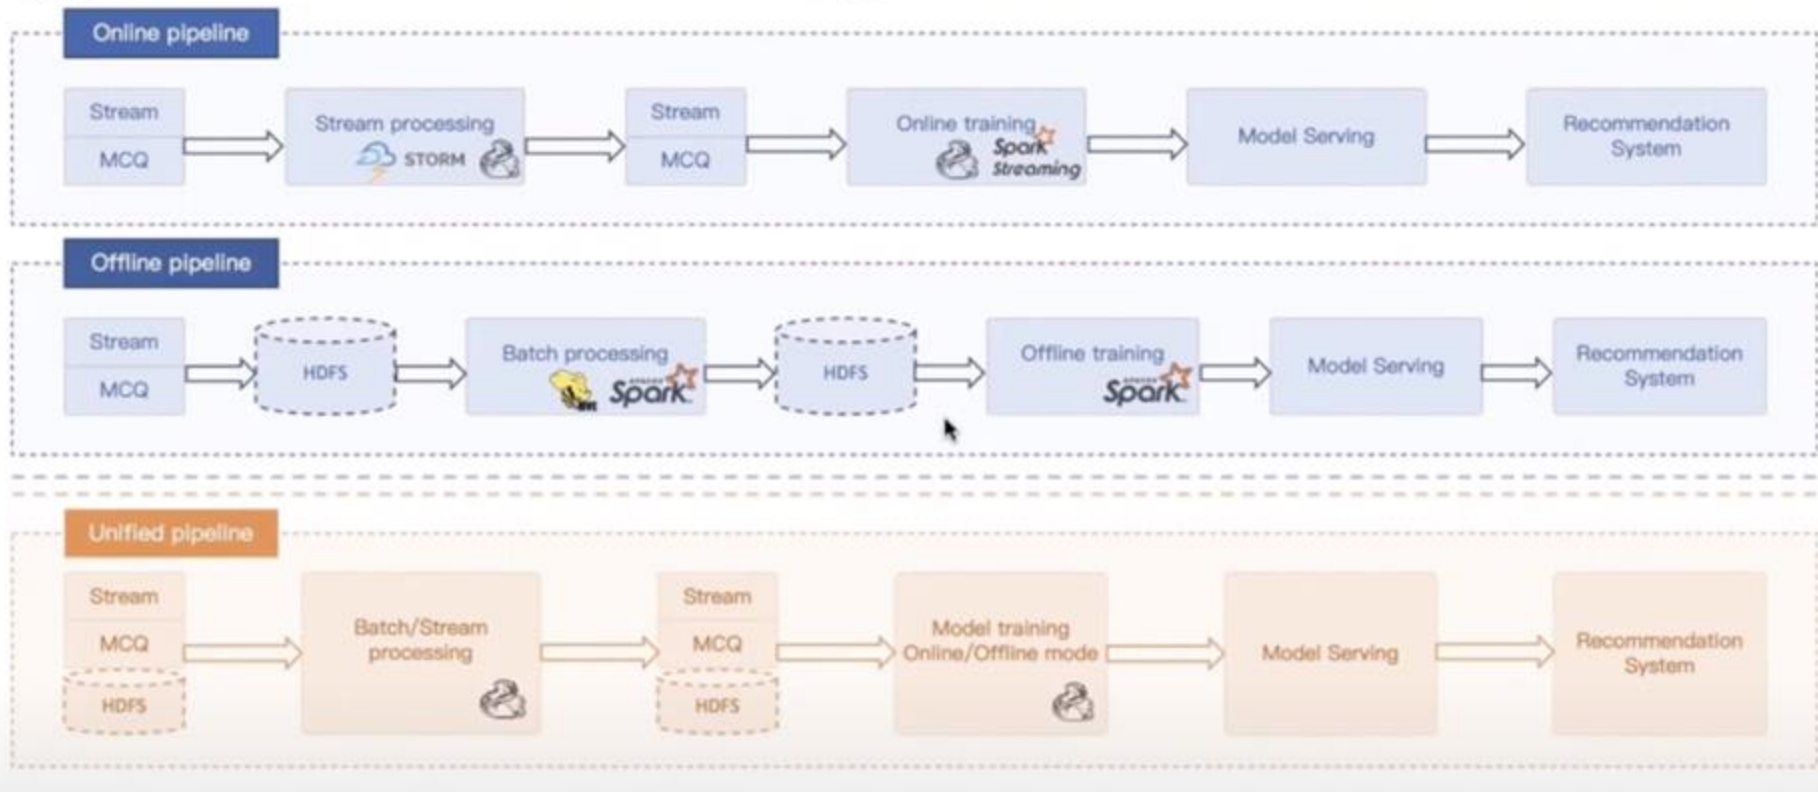 Online pipeline
Stream
MCQ
Stream processing
STORM
Stream
MCQ
Online training
Spark
Streaming
Model Serving
Recommendation
System
Offline pipeline
Stream
MCQ
HDFS
Batch processing
Spark
HDFS
Offline training
Spark
Model Serving
Recommendation
System
Unified pipeline
Stream
MCQ
HDFS
Batch/Stream
processing
Stream
MCQ
HDFS
Model training
Online/Offline mode
Model Serving
Recommendation
System